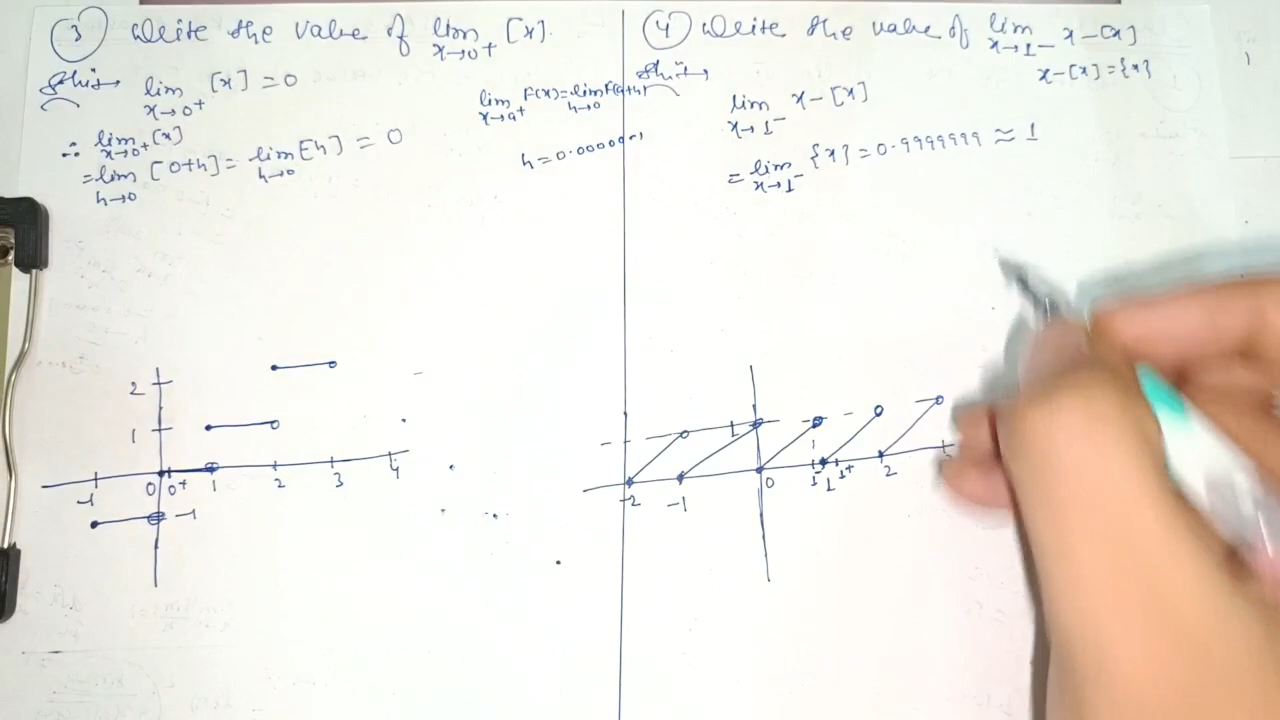 3 Write the value of lim x→0+ [x].
Sol:n→ lim x→0+ [x] = 0
lim x→a+ F(x) = lim h→0 F(a+h)
∴ lim x→0+ [x]
= lim h→0 [0+h] = lim h→0 [h] = 0
h = 0.00000
2
1
-1 0 0+ 1 2 3 4
-1
4 Write the value of lim x→1- x-[x]
Sol:n→
x-[x] = {x}
lim x→1- x-[x]
= lim x→1- {x} = 0.9999999 ≈ 1
1
-2 -1 0 1- 1 1+ 2